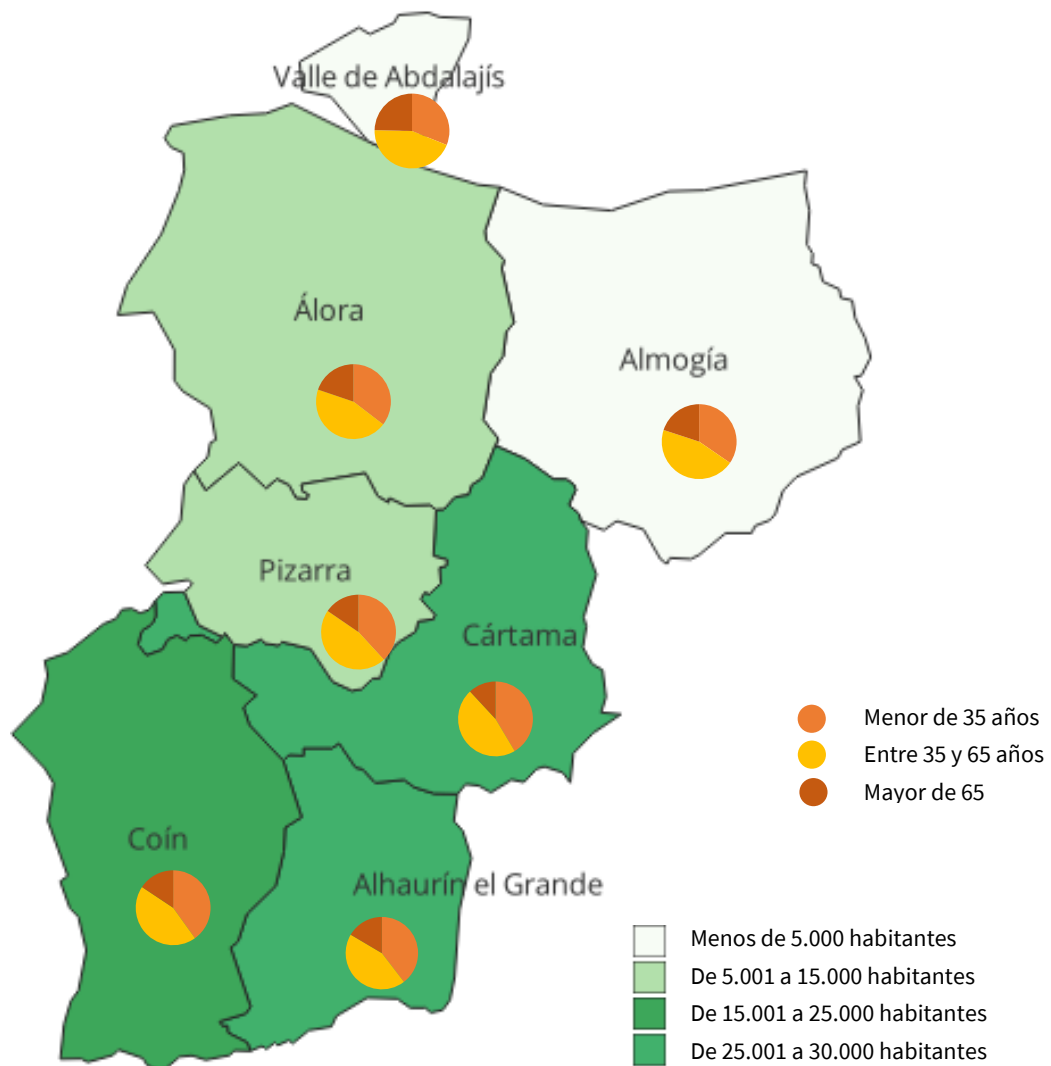 Valle de Abdalajís
Álora
Almogía
Pizarra
Cártama
Menor de 35 años
Entre 35 y 65 años
Mayor de 65
Coín
Alhaurín el Grande
Menos de 5.000 habitantes
De 5.001 a 15.000 habitantes
De 15.001 a 25.000 habitantes
De 25.001 a 30.000 habitantes